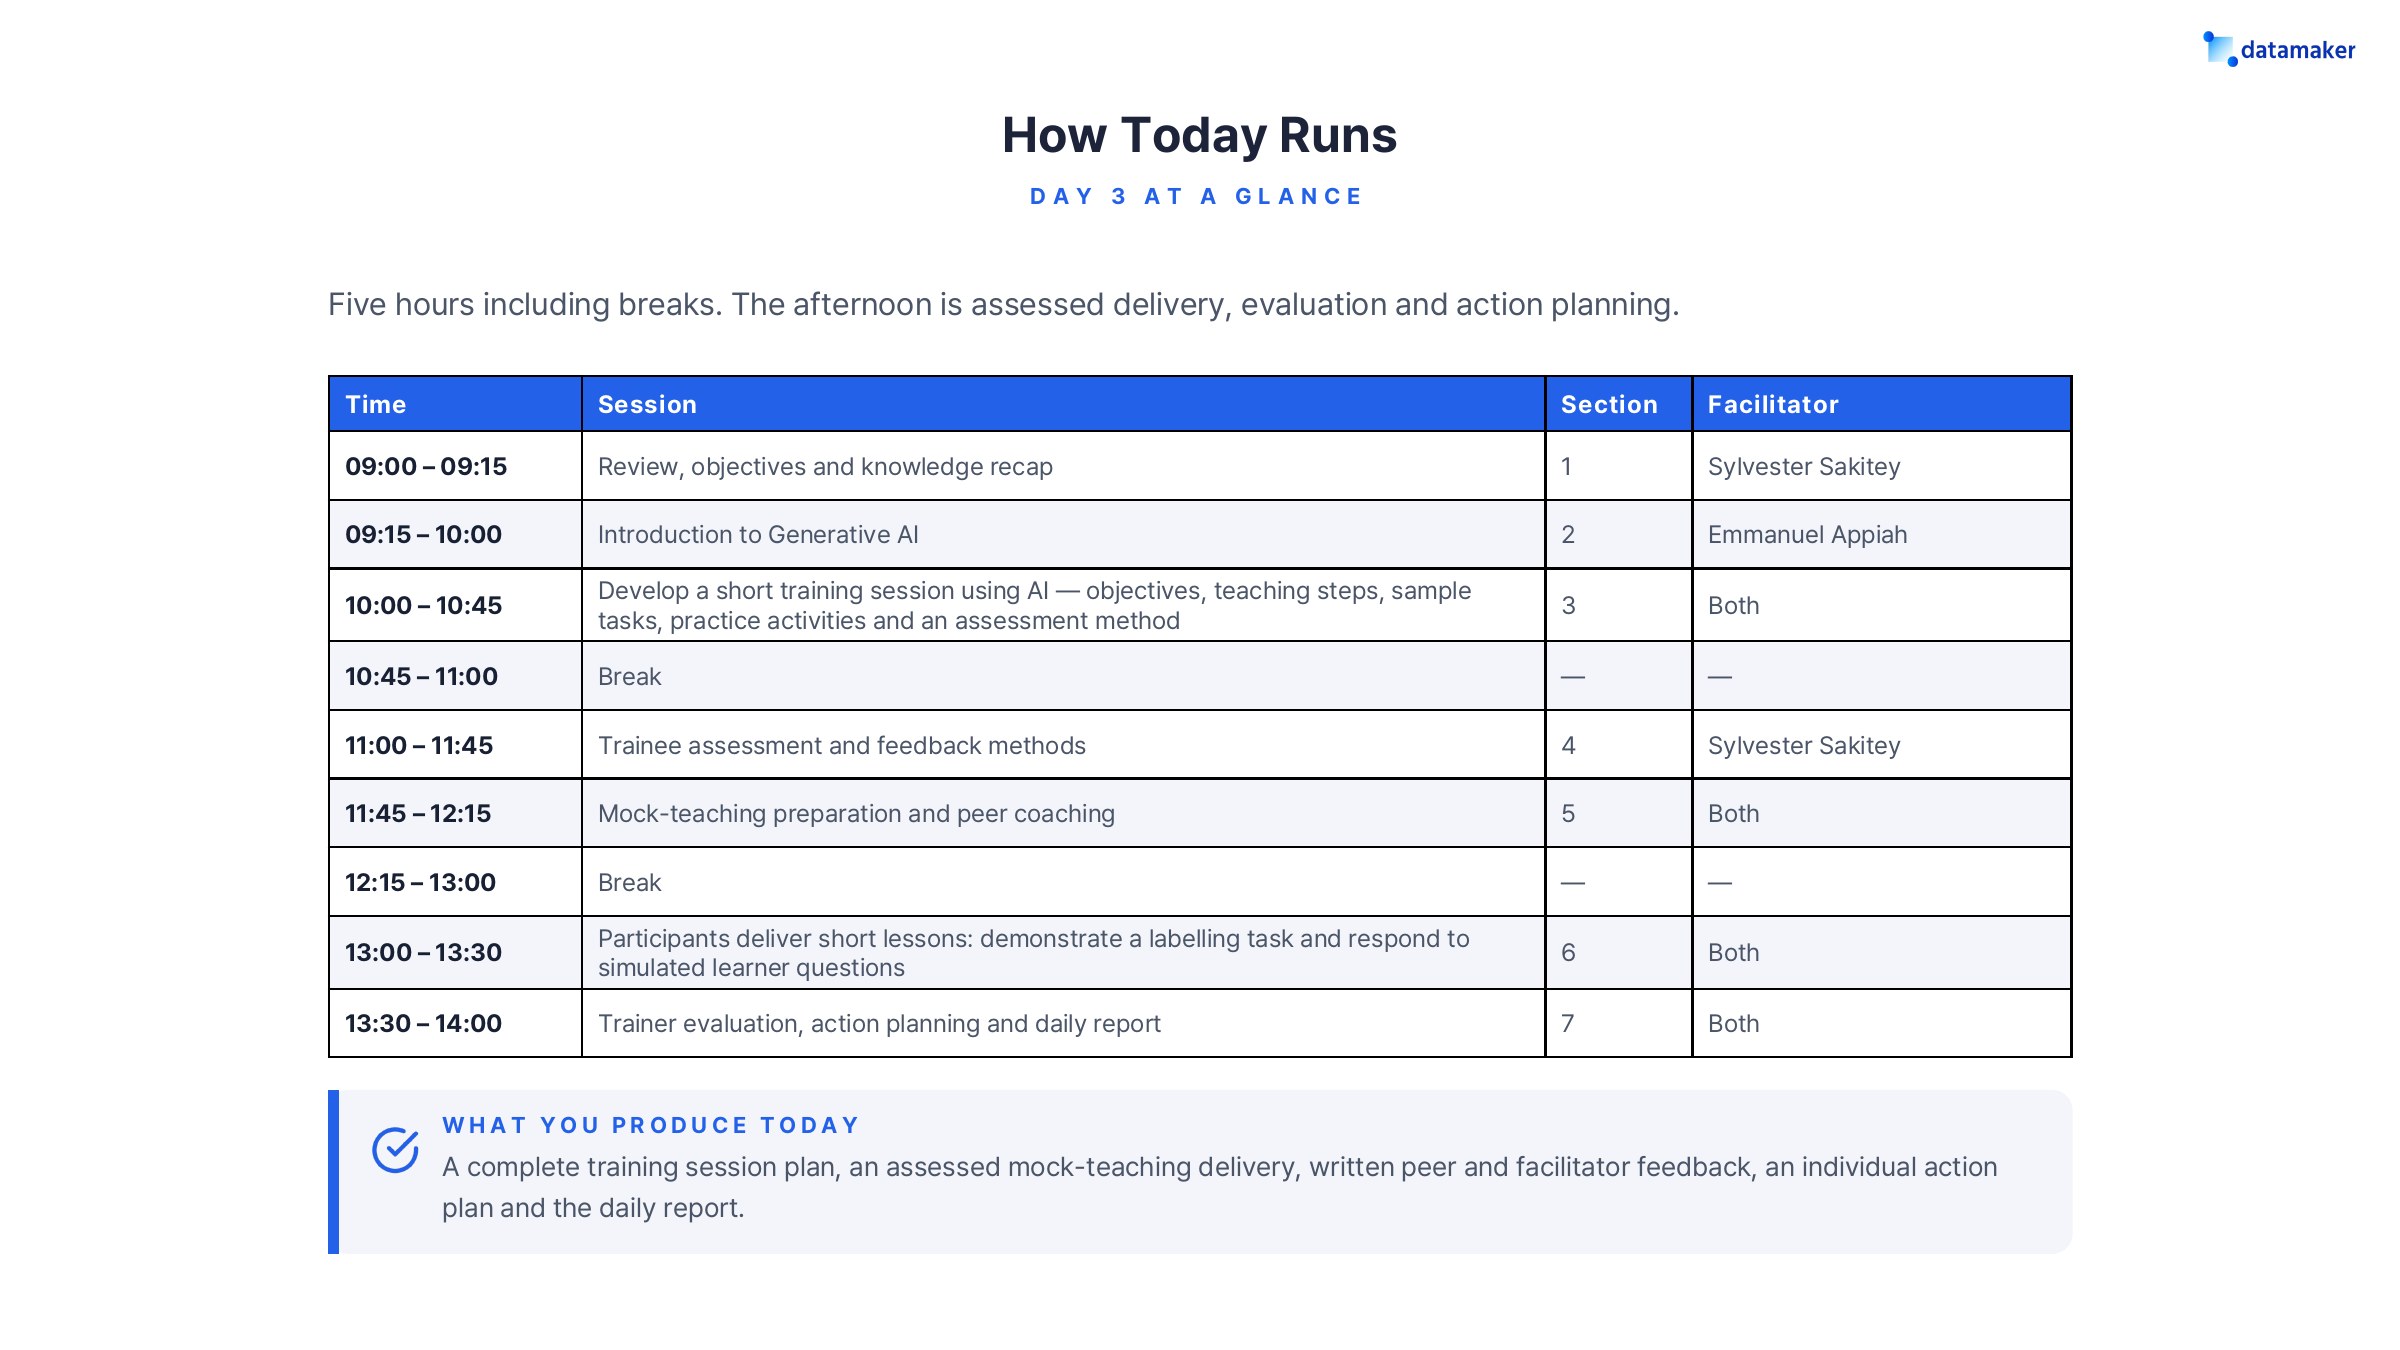 datamaker
How Today Runs
DAY 3 AT A GLANCE
Five hours including breaks. The afternoon is assessed delivery, evaluation and action planning.
Time Session Section Facilitator
09:00 – 09:15 Review, objectives and knowledge recap 1 Sylvester Sakitey
09:15 – 10:00 Introduction to Generative AI 2 Emmanuel Appiah
10:00 – 10:45 Develop a short training session using AI — objectives, teaching steps, sample
tasks, practice activities and an assessment method 3 Both
10:45 – 11:00 Break — —
11:00 – 11:45 Trainee assessment and feedback methods 4 Sylvester Sakitey
11:45 – 12:15 Mock-teaching preparation and peer coaching 5 Both
12:15 – 13:00 Break — —
13:00 – 13:30 Participants deliver short lessons: demonstrate a labelling task and respond to
simulated learner questions 6 Both
13:30 – 14:00 Trainer evaluation, action planning and daily report 7 Both
WHAT YOU PRODUCE TODAY
A complete training session plan, an assessed mock-teaching delivery, written peer and facilitator feedback, an individual action
plan and the daily report.